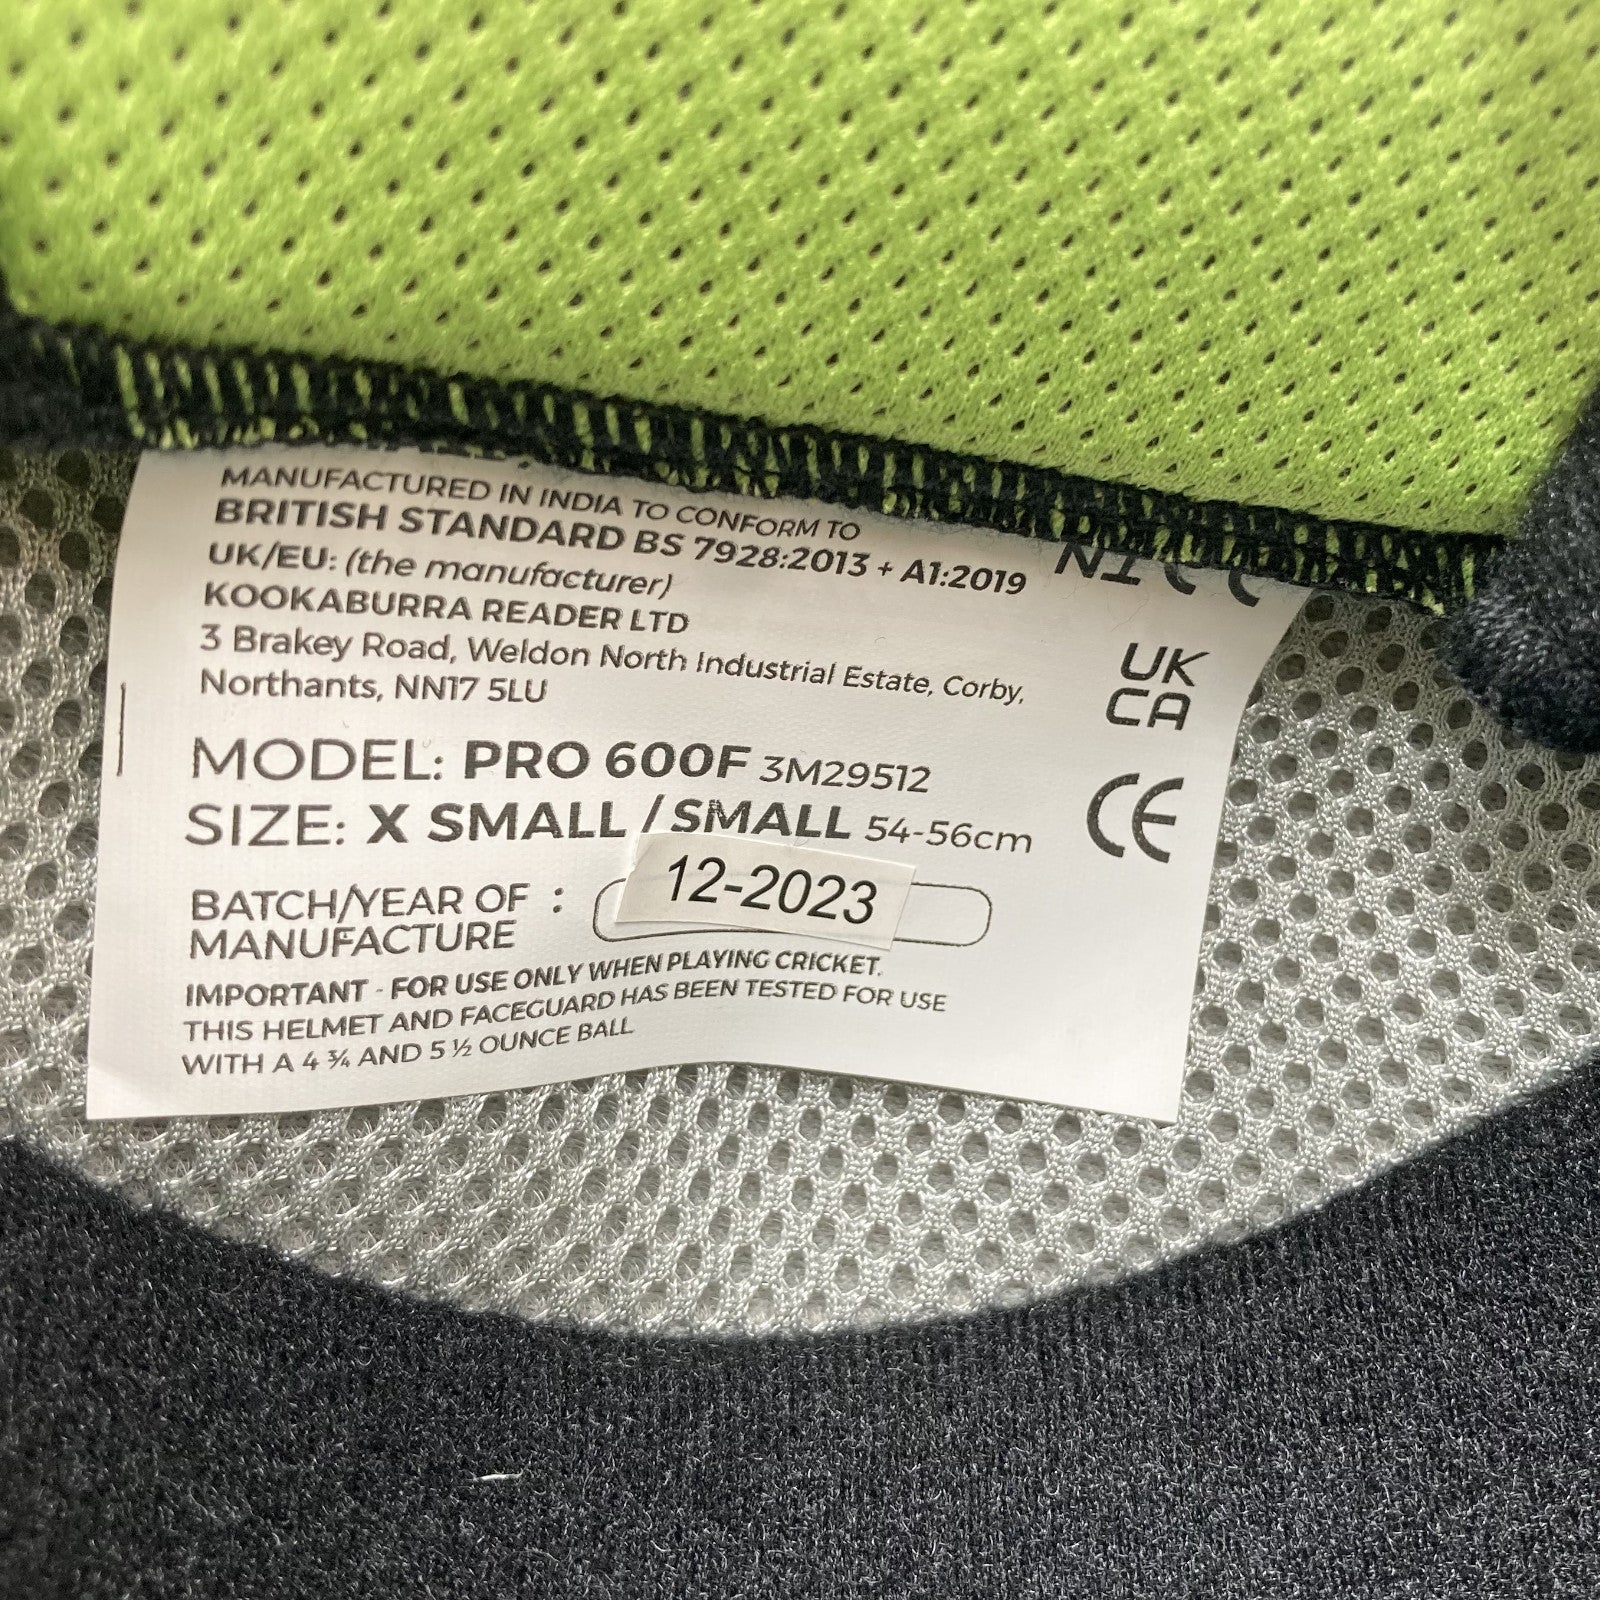 MANUFACTURED IN INDIA TO CONFORM TO
BRITISH STANDARD BS 7928:2013 + A1:2019
UK/EU: (the manufacturer)
KOOKABURRA READER LTD
3 Brakey Road, Weldon North Industrial Estate, Corby,
Northants, NN17 5LU
UK
CA
MODEL: PRO 600F 3M29512
SIZE: X SMALL / SMALL 54-56cm
CE
BATCH/YEAR OF MANUFACTURE : 12-2023
IMPORTANT - FOR USE ONLY WHEN PLAYING CRICKET.
THIS HELMET AND FACEGUARD HAS BEEN TESTED FOR USE
WITH A 4 ¾ AND 5 ½ OUNCE BALL